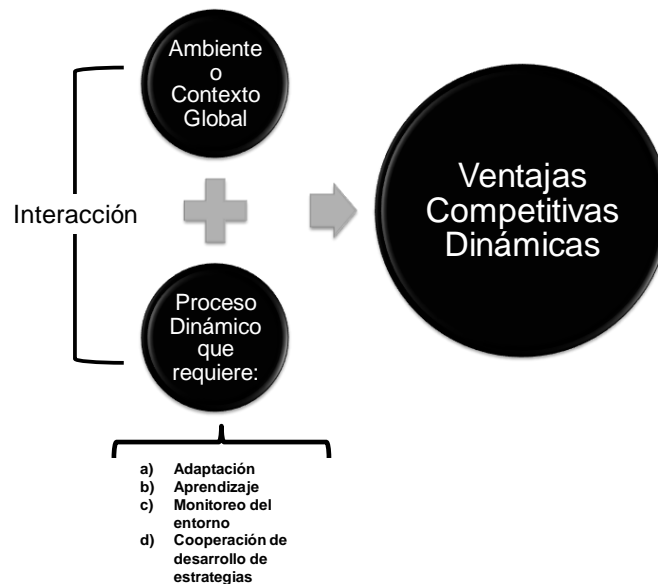 Ambiente
o
Contexto
Global
Interacción
Ventajas
Competitivas
Dinámicas
Proceso
Dinámico
que
requiere:
a) Adaptación
b) Aprendizaje
c) Monitoreo del
entorno
d) Cooperación de
desarrollo de
estrategias